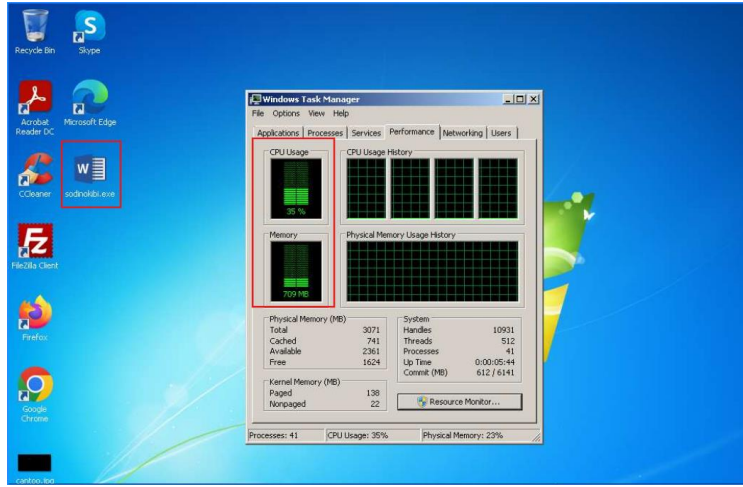 Recycle Bin
Skype
Acrobat
Reader DC
Microsoft Edge
CCleaner
sodinokibi.exe
FileZilla Client
Firefox
Google
Chrome
cantoo.jpg
Windows Task Manager
File Options View Help
Applications Processes Services Performance Networking Users
CPU Usage
CPU Usage History
35 %
Memory
Physical Memory Usage History
709 MB
Physical Memory (MB)
Total 3071
Cached 741
Available 2361
Free 1624
Kernel Memory (MB)
Paged 138
Nonpaged 22
System
Handles 10931
Threads 512
Processes 41
Up Time 0:00:05:44
Commit (MB) 612 / 6141
Resource Monitor...
Processes: 41 CPU Usage: 35% Physical Memory: 23%